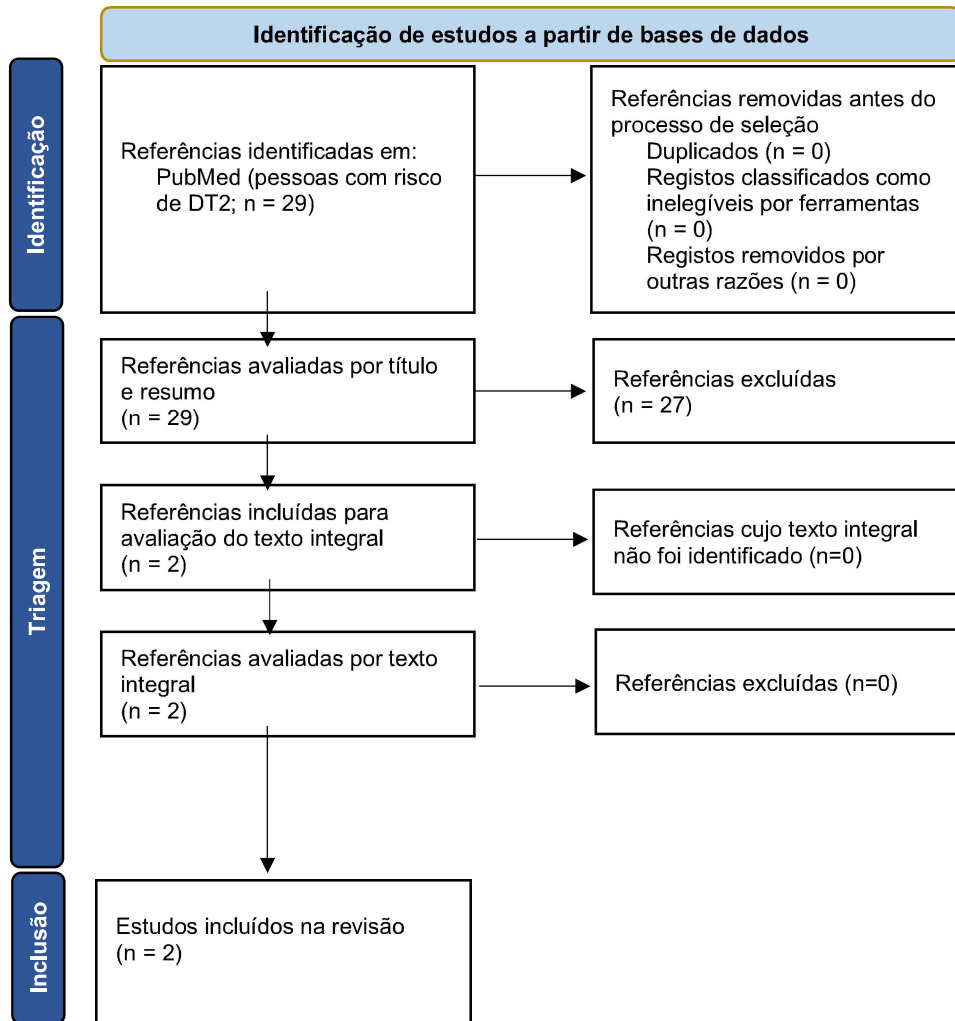 Identificação de estudos a partir de bases de dados
Identificação
Referências identificadas em:
PubMed (pessoas com risco
de DT2; n = 29)
Referências removidas antes do
processo de seleção
Duplicados (n = 0)
Registos classificados como
inelegíveis por ferramentas
(n = 0)
Registos removidos por
outras razões (n = 0)
Triagem
Referências avaliadas por título
e resumo
(n = 29)
Referências excluídas
(n = 27)
Referências incluídas para
avaliação do texto integral
(n = 2)
Referências cujo texto integral
não foi identificado (n=0)
Referências avaliadas por texto
integral
(n = 2)
Referências excluídas (n=0)
Inclusão
Estudos incluídos na revisão
(n = 2)